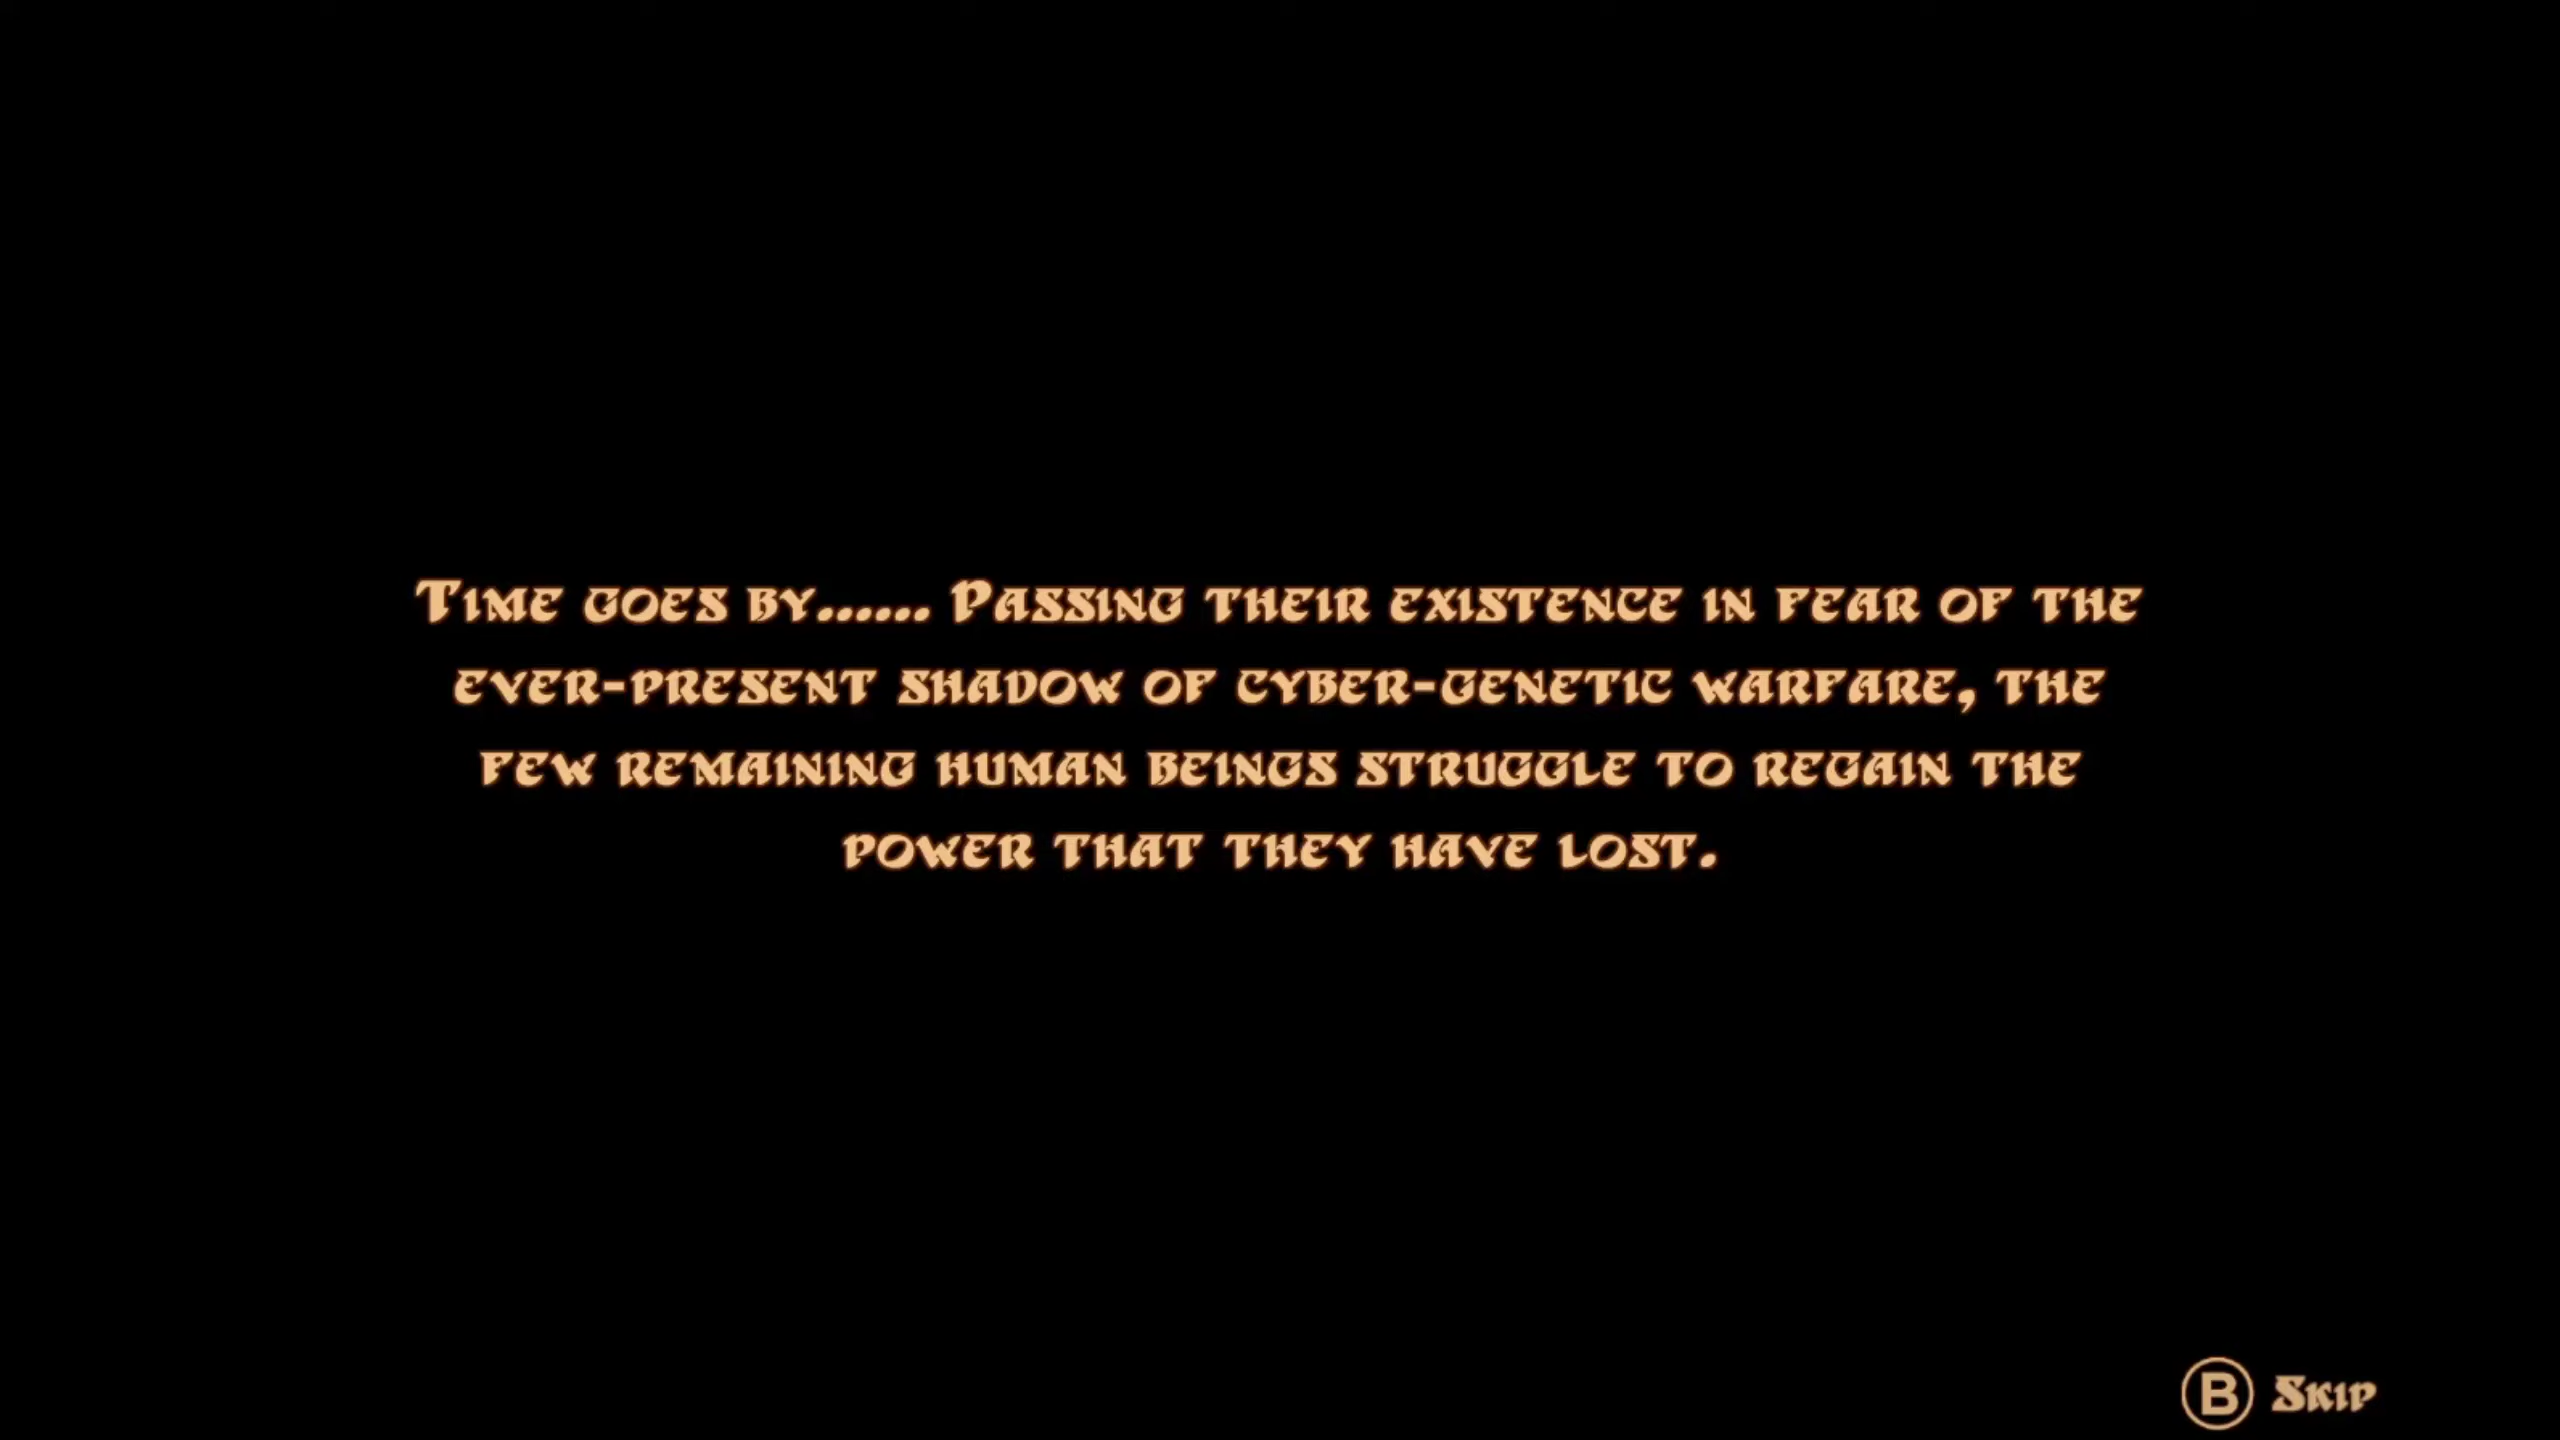 Time goes by...... Passing their existence in fear of the
ever-present shadow of cyber-genetic warfare, the
few remaining human beings struggle to regain the
power that they have lost.
B Skip